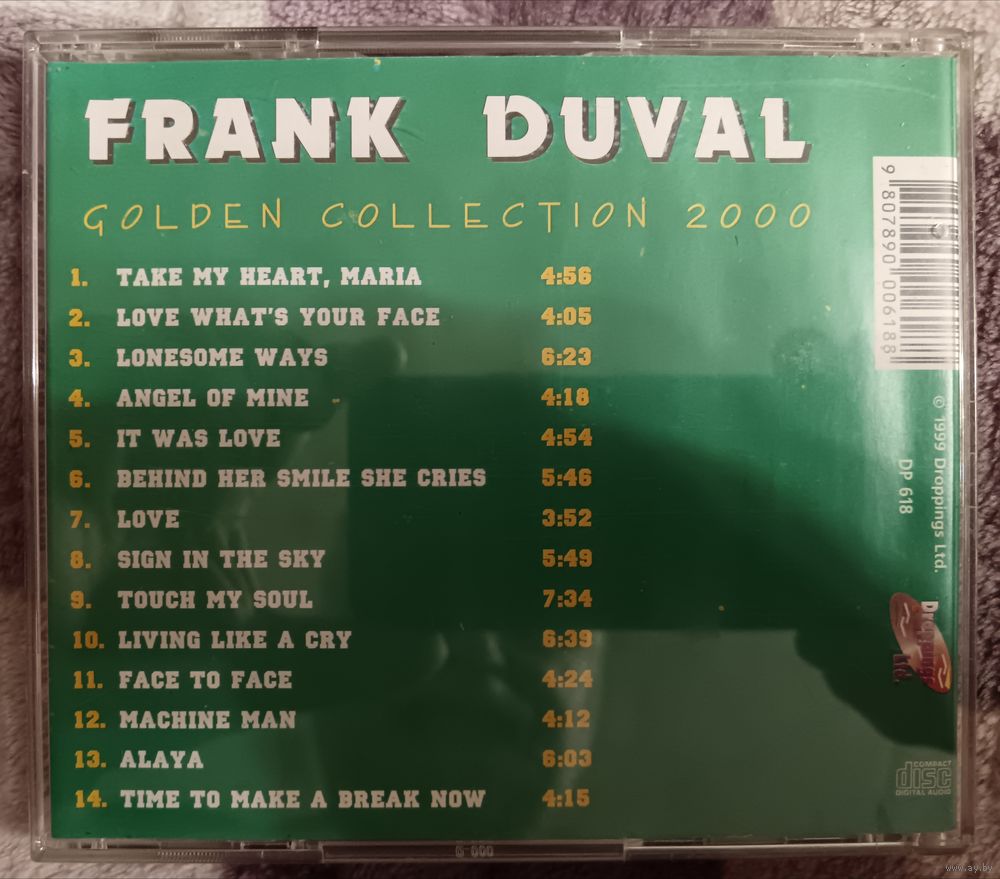 FRANK DUVAL
GOLDEN COLLECTION 2000
1. TAKE MY HEART, MARIA 4:56
2. LOVE WHAT'S YOUR FACE 4:05
3. LONESOME WAYS 6:23
4. ANGEL OF MINE 4:18
5. IT WAS LOVE 4:54
6. BEHIND HER SMILE SHE CRIES 5:46
7. LOVE 3:52
8. SIGN IN THE SKY 5:49
9. TOUCH MY SOUL 7:34
10. LIVING LIKE A CRY 6:39
11. FACE TO FACE 4:24
12. MACHINE MAN 4:12
13. ALAYA 6:03
14. TIME TO MAKE A BREAK NOW 4:15
9 807890 006188
© 1999 Droppings Ltd.
DP 618
Droppings
Ltd.
COMPACT
disc
DIGITAL AUDIO
www.ay.by